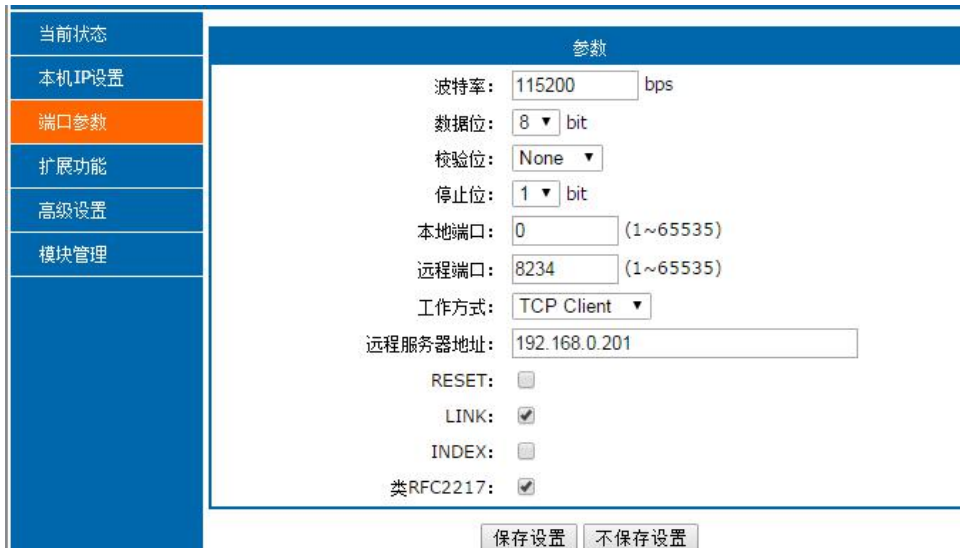 当前状态
本机IP设置
端口参数
扩展功能
高级设置
模块管理
参数
波特率: 115200 bps
数据位: 8 bit
校验位: None
停止位: 1 bit
本地端口: 0 (1~65535)
远程端口: 8234 (1~65535)
工作方式: TCP Client
远程服务器地址: 192.168.0.201
RESET:
LINK:
INDEX:
类RFC2217:
保存设置 不保存设置